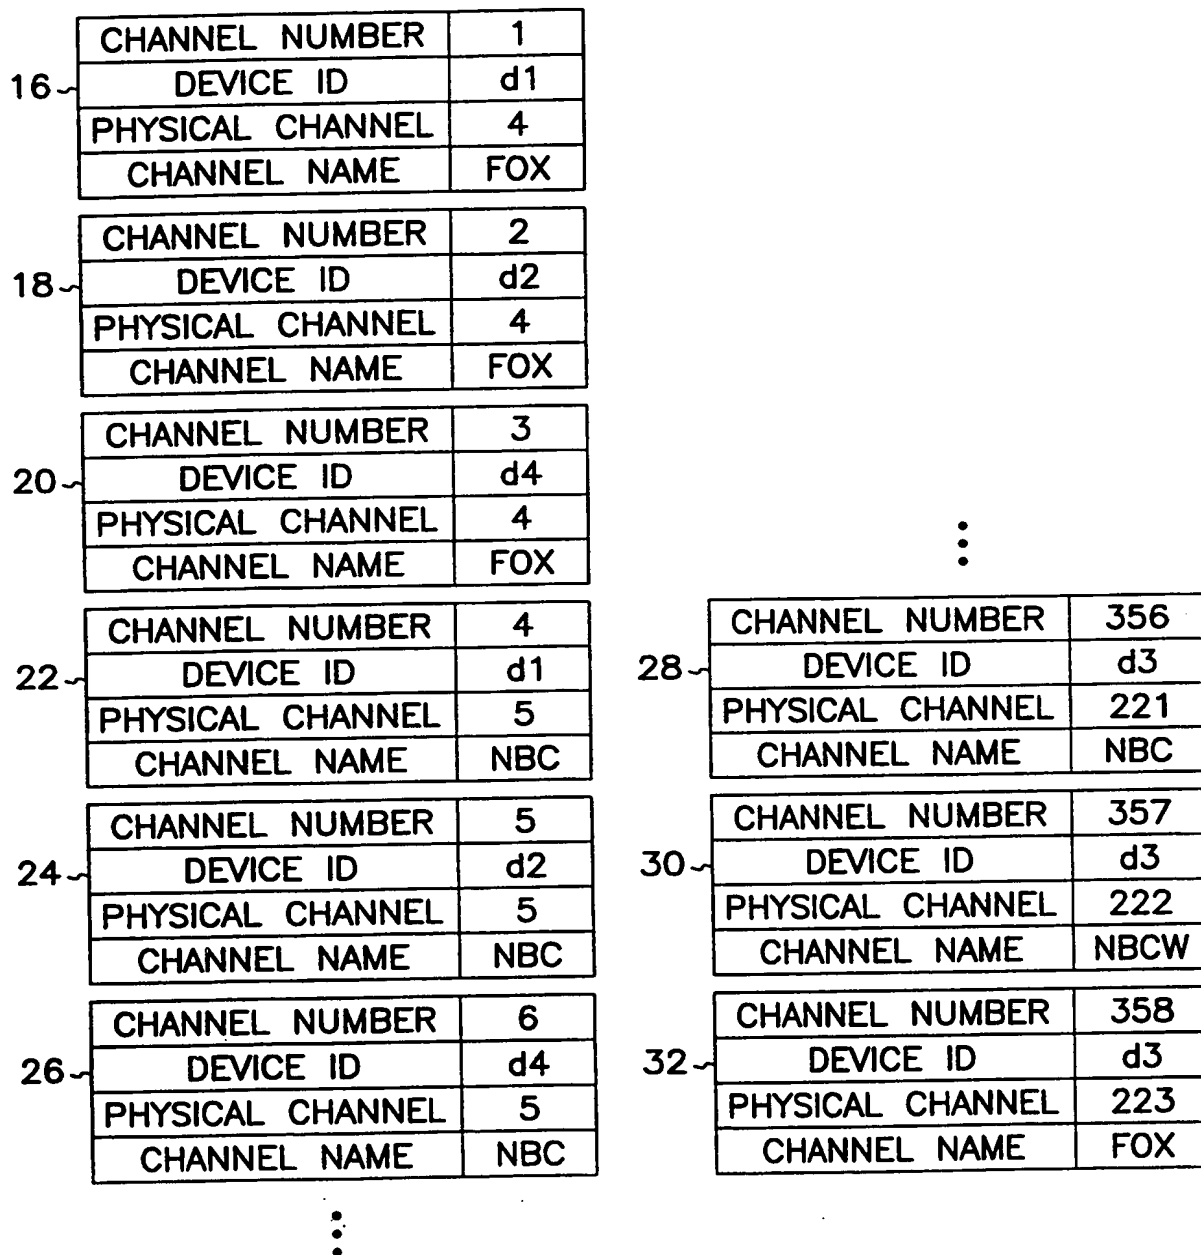 CHANNEL NUMBER 1
16 DEVICE ID d1
PHYSICAL CHANNEL 4
CHANNEL NAME FOX
CHANNEL NUMBER 2
18 DEVICE ID d2
PHYSICAL CHANNEL 4
CHANNEL NAME FOX
CHANNEL NUMBER 3
20 DEVICE ID d4
PHYSICAL CHANNEL 4
CHANNEL NAME FOX
CHANNEL NUMBER 4
22 DEVICE ID d1
PHYSICAL CHANNEL 5
CHANNEL NAME NBC
CHANNEL NUMBER 5
24 DEVICE ID d2
PHYSICAL CHANNEL 5
CHANNEL NAME NBC
CHANNEL NUMBER 6
26 DEVICE ID d4
PHYSICAL CHANNEL 5
CHANNEL NAME NBC
CHANNEL NUMBER 356
28 DEVICE ID d3
PHYSICAL CHANNEL 221
CHANNEL NAME NBC
CHANNEL NUMBER 357
30 DEVICE ID d3
PHYSICAL CHANNEL 222
CHANNEL NAME NBCW
CHANNEL NUMBER 358
32 DEVICE ID d3
PHYSICAL CHANNEL 223
CHANNEL NAME FOX